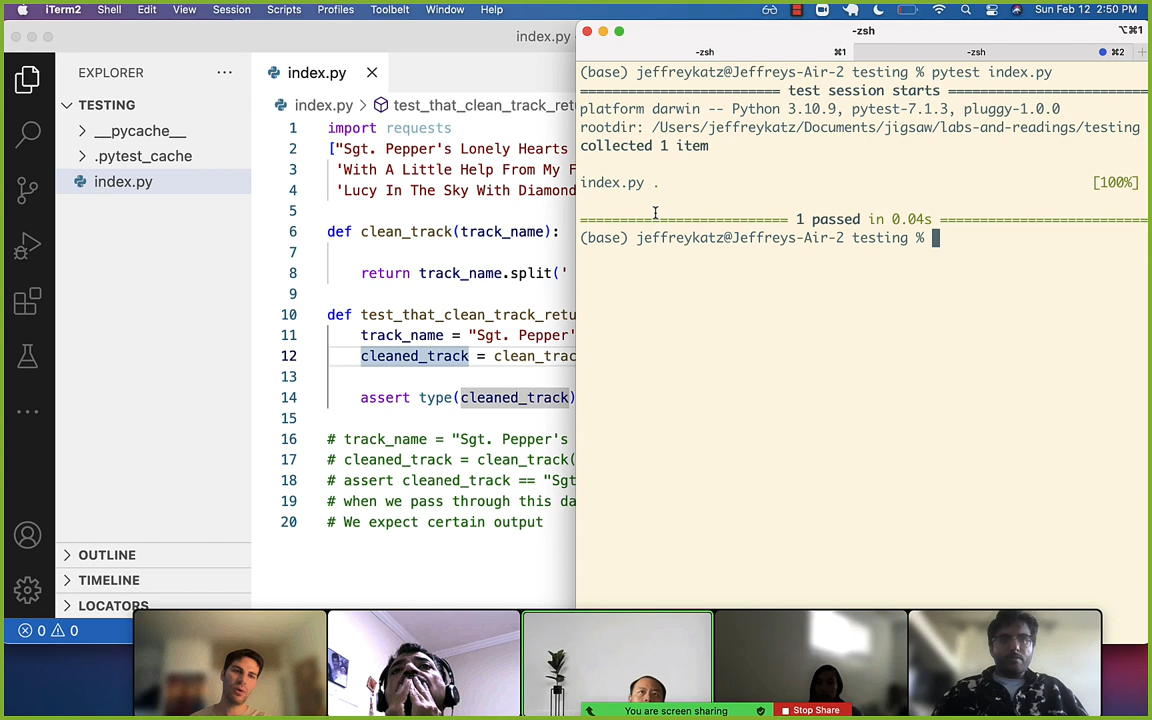 iTerm2 Shell Edit View Session Scripts Profiles Toolbelt Window Help Sun Feb 12 2:50 PM
index.py
-zsh
⌥⌘1
-zsh ⌘1 -zsh ⌘2
EXPLORER
TESTING
__pycache__
.pytest_cache
index.py
OUTLINE
TIMELINE
LOCATORS
0 0
index.py
index.py > test_that_clean_track_retu
1 import requests
2 ["Sgt. Pepper's Lonely Hearts
3 'With A Little Help From My F
4 'Lucy In The Sky With Diamond
5
6 def clean_track(track_name):
7
8 return track_name.split('
9
10 def test_that_clean_track_retu
11 track_name = "Sgt. Pepper'
12 cleaned_track = clean_trac
13
14 assert type(cleaned_track)
15
16 # track_name = "Sgt. Pepper's
17 # cleaned_track = clean_track(
18 # assert cleaned_track == "Sgt
19 # when we pass through this da
20 # We expect certain output
(base) jeffreykatz@Jeffreys-Air-2 testing % pytest index.py
========================= test session starts =========================
platform darwin -- Python 3.10.9, pytest-7.1.3, pluggy-1.0.0
rootdir: /Users/jeffreykatz/Documents/jigsaw/labs-and-readings/testing
collected 1 item
index.py . [100%]
========================== 1 passed in 0.04s ==========================
(base) jeffreykatz@Jeffreys-Air-2 testing %
You are screen sharing Stop Share